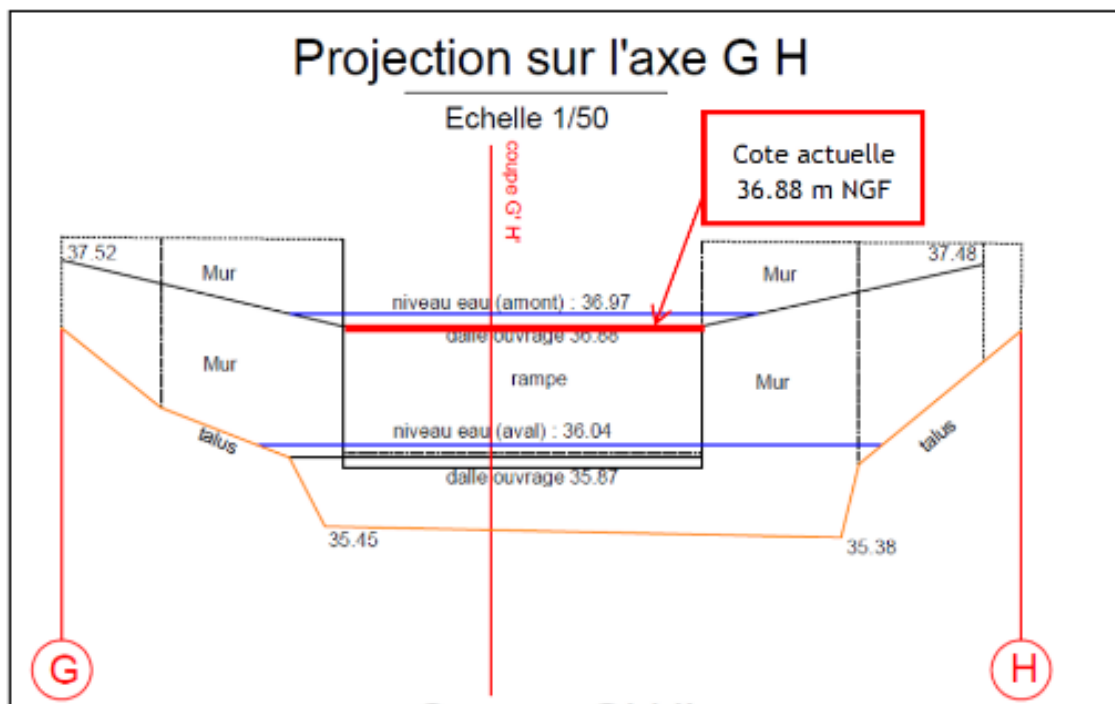 Projection sur l'axe G H
Echelle 1/50
coupe G' H'
Cote actuelle
36.88 m NGF
37.52
Mur
Mur
37.48
niveau eau (amont) : 36.97
dalle ouvrage 36.88
Mur
rampe
Mur
niveau eau (aval) : 36.04
talus
talus
dalle ouvrage 35.87
35.45
35.38
G
H